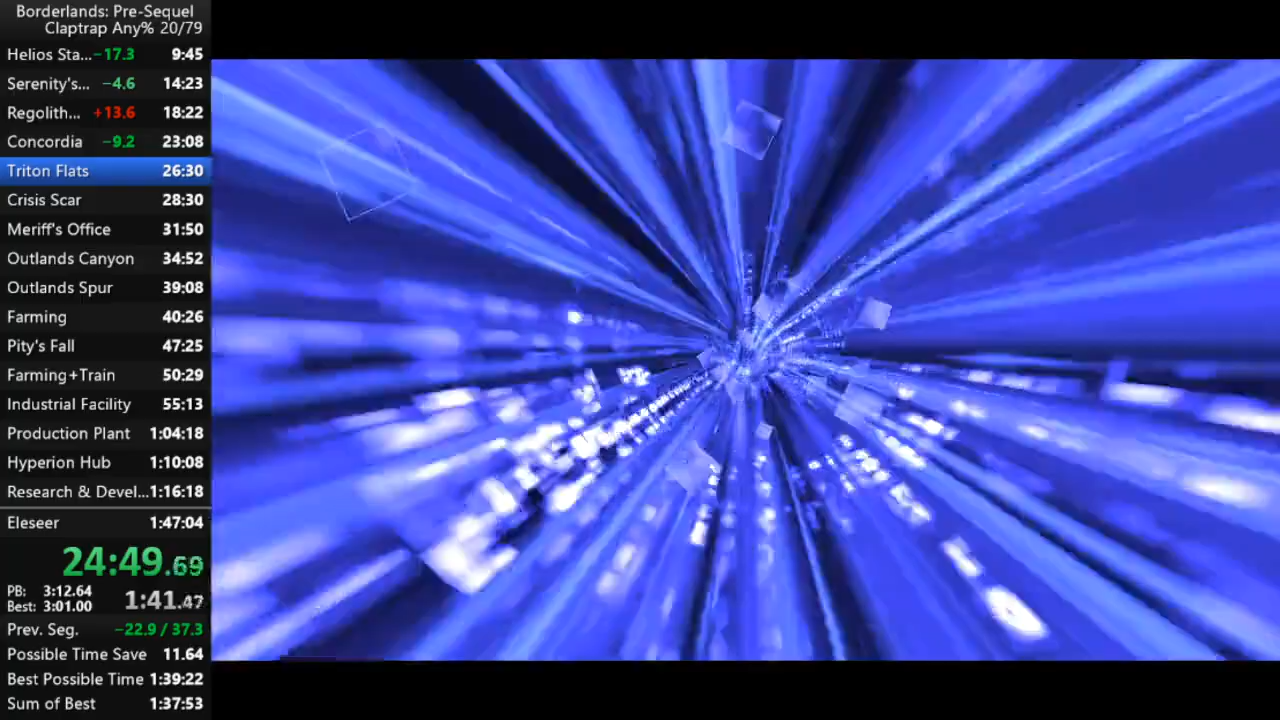 Borderlands: Pre-Sequel
Claptrap Any% 20/79
Helios Sta... −17.3 9:45
Serenity's... −4.6 14:23
Regolith... +13.6 18:22
Concordia −9.2 23:08
Triton Flats 26:30
Crisis Scar 28:30
Meriff's Office 31:50
Outlands Canyon 34:52
Outlands Spur 39:08
Farming 40:26
Pity's Fall 47:25
Farming+Train 50:29
Industrial Facility 55:13
Production Plant 1:04:18
Hyperion Hub 1:10:08
Research & Devel... 1:16:18
Eleseer 1:47:04
24:49.69
PB: 3:12.64
Best: 3:01.00 1:41.47
Prev. Seg. −22.9 / 37.3
Possible Time Save 11.64
Best Possible Time 1:39:22
Sum of Best 1:37:53